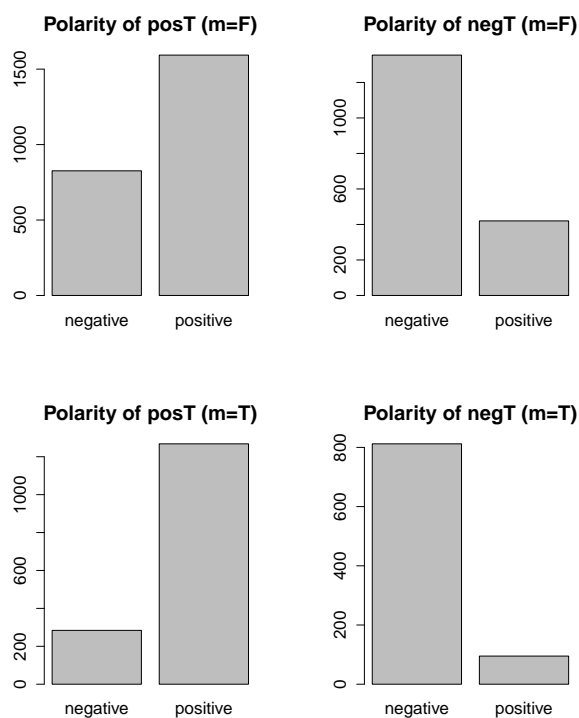 Polarity of posT (m=F)
1500
1000
500
0
negative positive
Polarity of negT (m=F)
1000
600
200
0
negative positive
Polarity of posT (m=T)
1000
600
200
0
negative positive
Polarity of negT (m=T)
800
600
400
200
0
negative positive